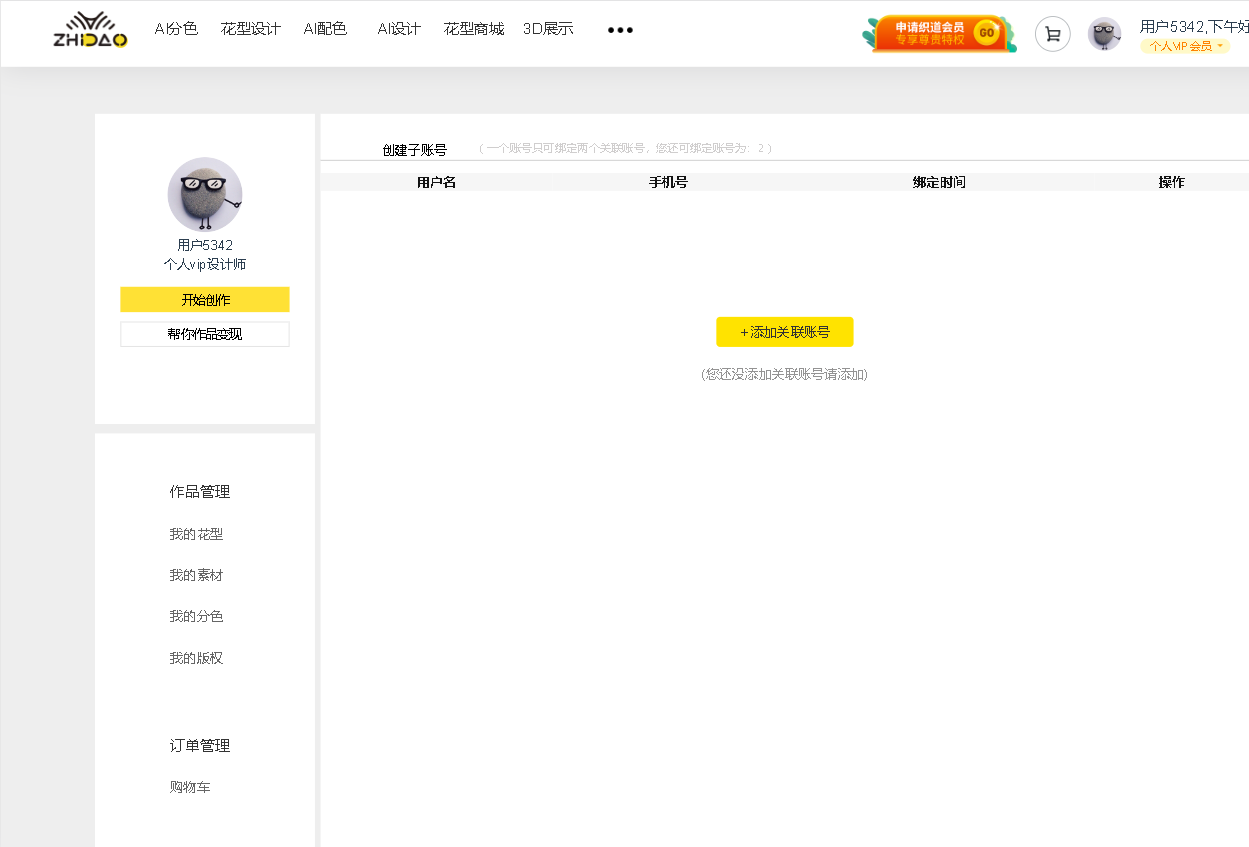 ZHIDAO
AI分色 花型设计 AI配色 AI设计 花型商城 3D展示 •••
申请织道会员
专享尊贵特权
GO
用户5342,下午好
个人VIP会员
创建子账号 (一个账号只可绑定两个关联账号，您还可绑定账号为：2)
用户名 手机号 绑定时间 操作
用户5342
个人vip设计师
开始创作
帮你作品变现
+添加关联账号
(您还没添加关联账号请添加)
作品管理
我的花型
我的素材
我的分色
我的版权
订单管理
购物车